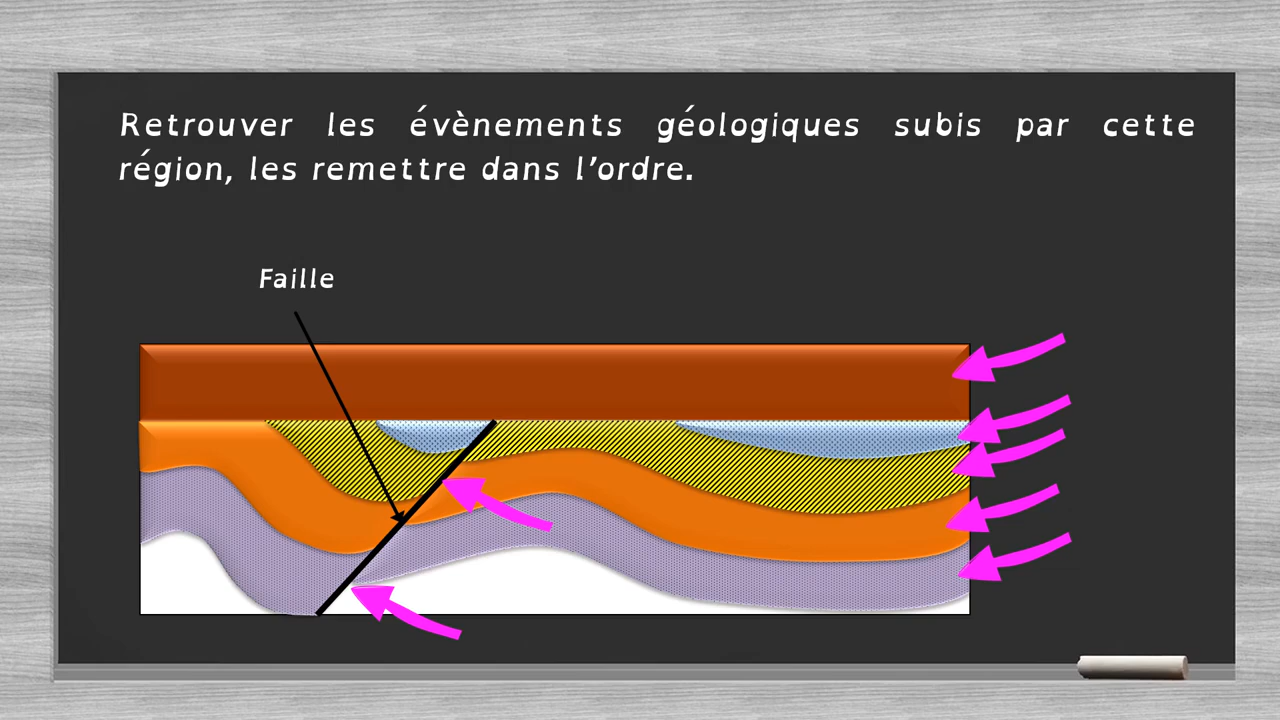 Retrouver les évènements géologiques subis par cette
région, les remettre dans l’ordre.
Faille